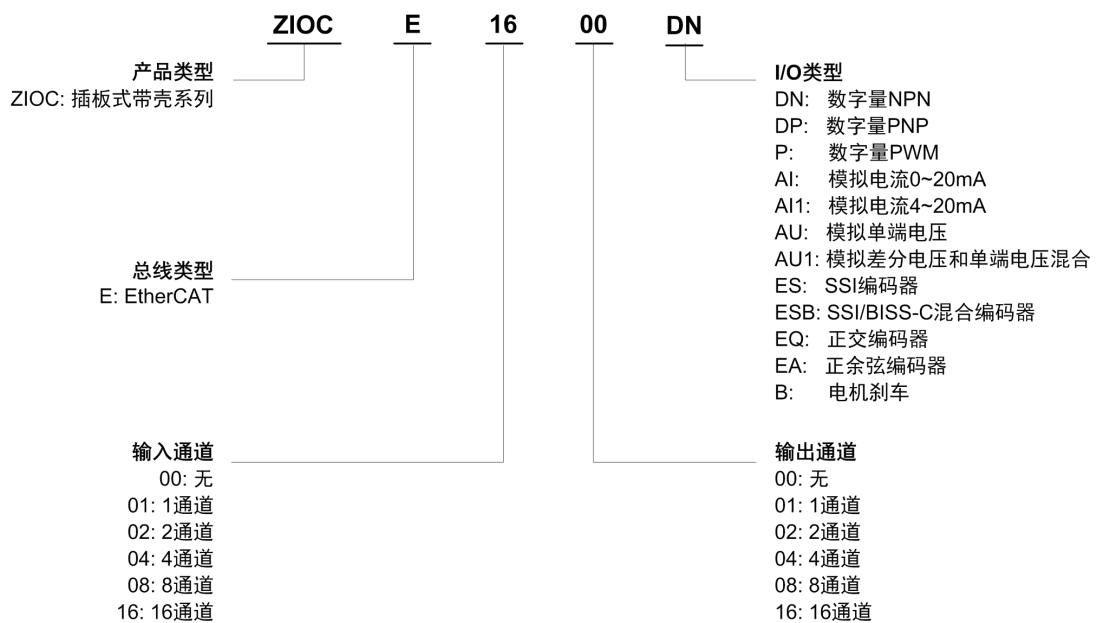 ZIOC E 16 00 DN
产品类型
ZIOC: 插板式带壳系列
总线类型
E: EtherCAT
输入通道
00: 无
01: 1通道
02: 2通道
04: 4通道
08: 8通道
16: 16通道
I/O类型
DN: 数字量NPN
DP: 数字量PNP
P: 数字量PWM
AI: 模拟电流0~20mA
AI1: 模拟电流4~20mA
AU: 模拟单端电压
AU1: 模拟差分电压和单端电压混合
ES: SSI编码器
ESB: SSI/BISS-C混合编码器
EQ: 正交编码器
EA: 正余弦编码器
B: 电机刹车
输出通道
00: 无
01: 1通道
02: 2通道
04: 4通道
08: 8通道
16: 16通道